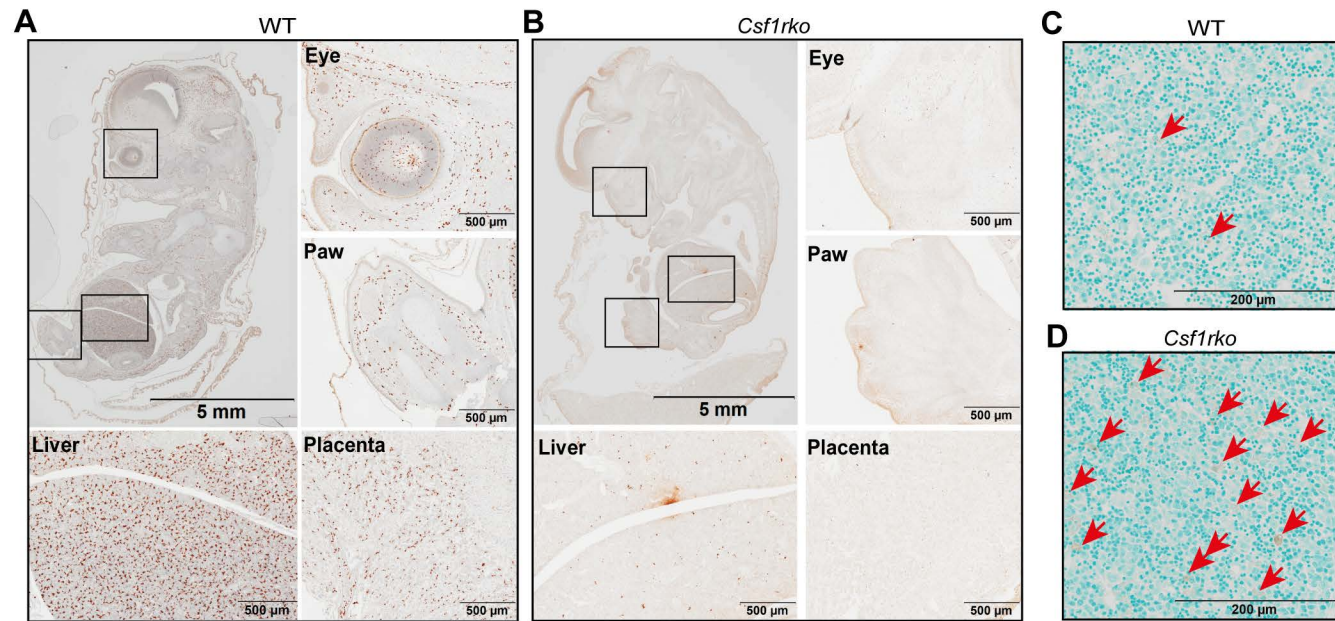 A
WT
Eye
500 µm
Paw
500 µm
5 mm
Liver
500 µm
Placenta
500 µm
B
Csf1rko
Eye
500 µm
Paw
500 µm
5 mm
Liver
500 µm
Placenta
500 µm
C
WT
200 µm
D
Csf1rko
200 µm